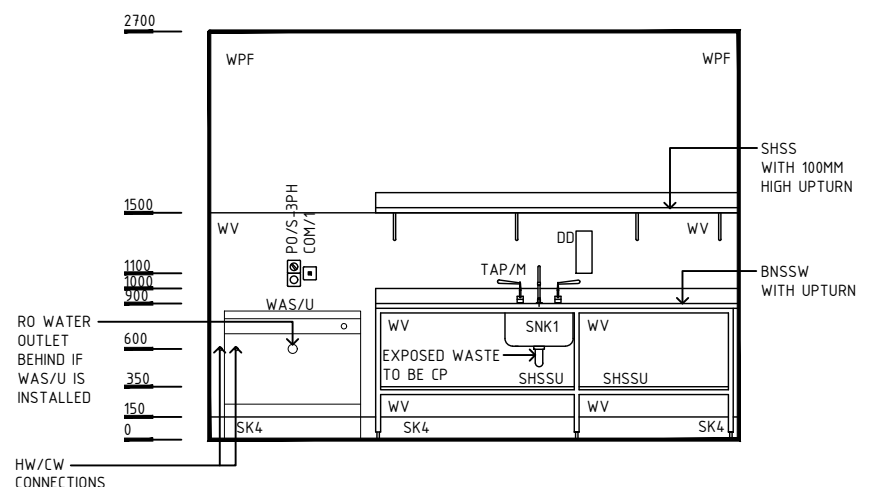 2700
WPF
WPF
SHSS
WITH 100MM
HIGH UPTURN
1500
WV
PO/S_3PH
COM/1
DD
WV
TAP/M
1100
1000
900
BNSSW
WITH UPTURN
WAS/U
RO WATER
OUTLET
BEHIND IF
WAS/U IS
INSTALLED
600
WV
SNK1
WV
EXPOSED WASTE
TO BE CP
SHSSU
SHSSU
350
WV
WV
150
SK4
SK4
SK4
0
HW/CW
CONNECTIONS